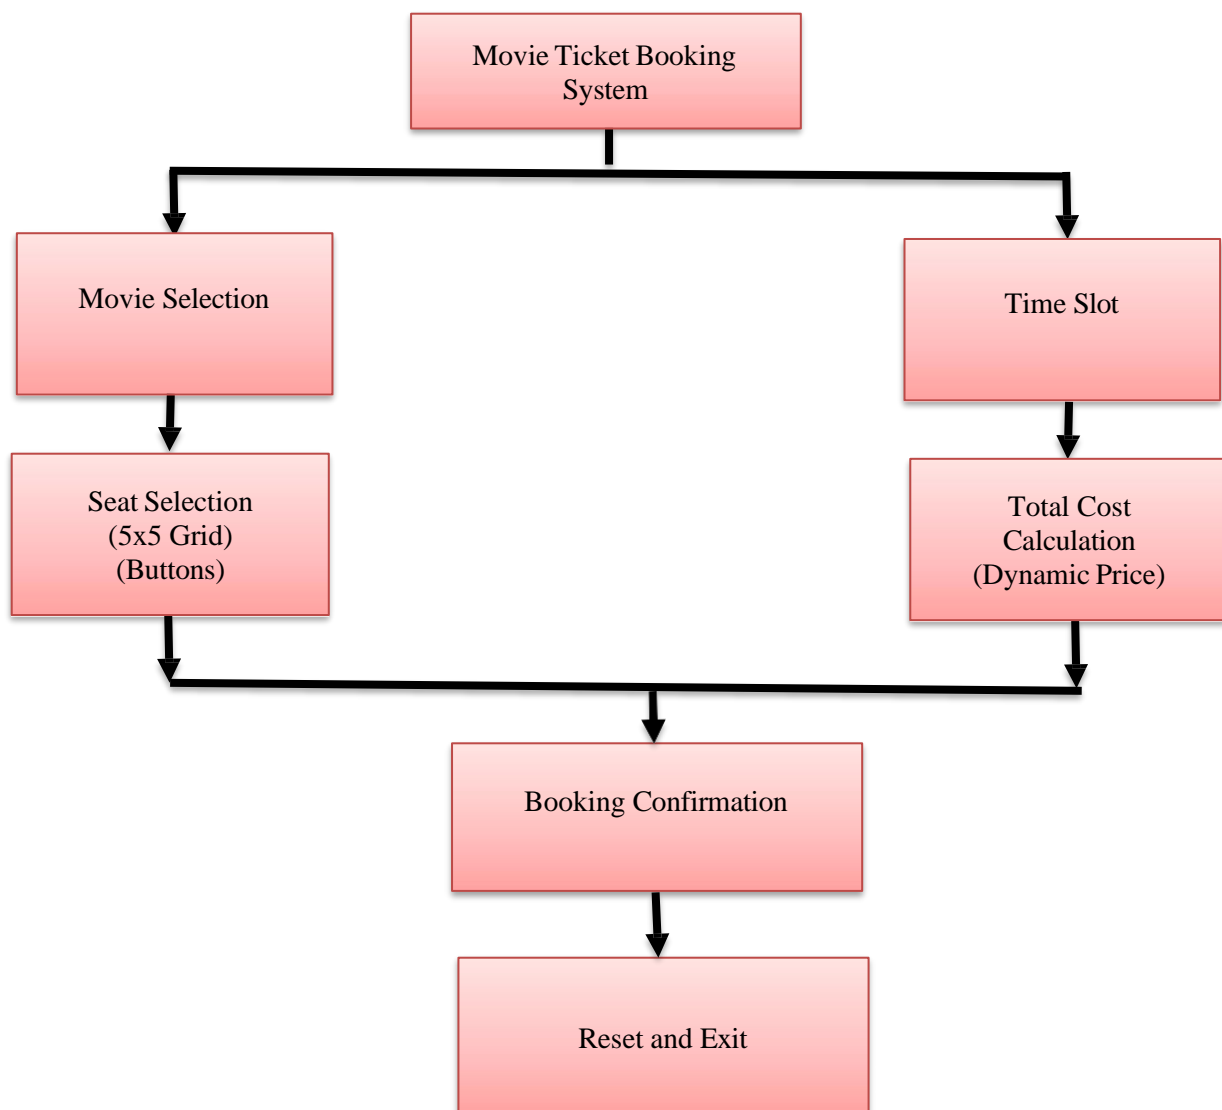 Movie Ticket Booking
System
Movie Selection
Time Slot
Seat Selection
(5x5 Grid)
(Buttons)
Total Cost
Calculation
(Dynamic Price)
Booking Confirmation
Reset and Exit